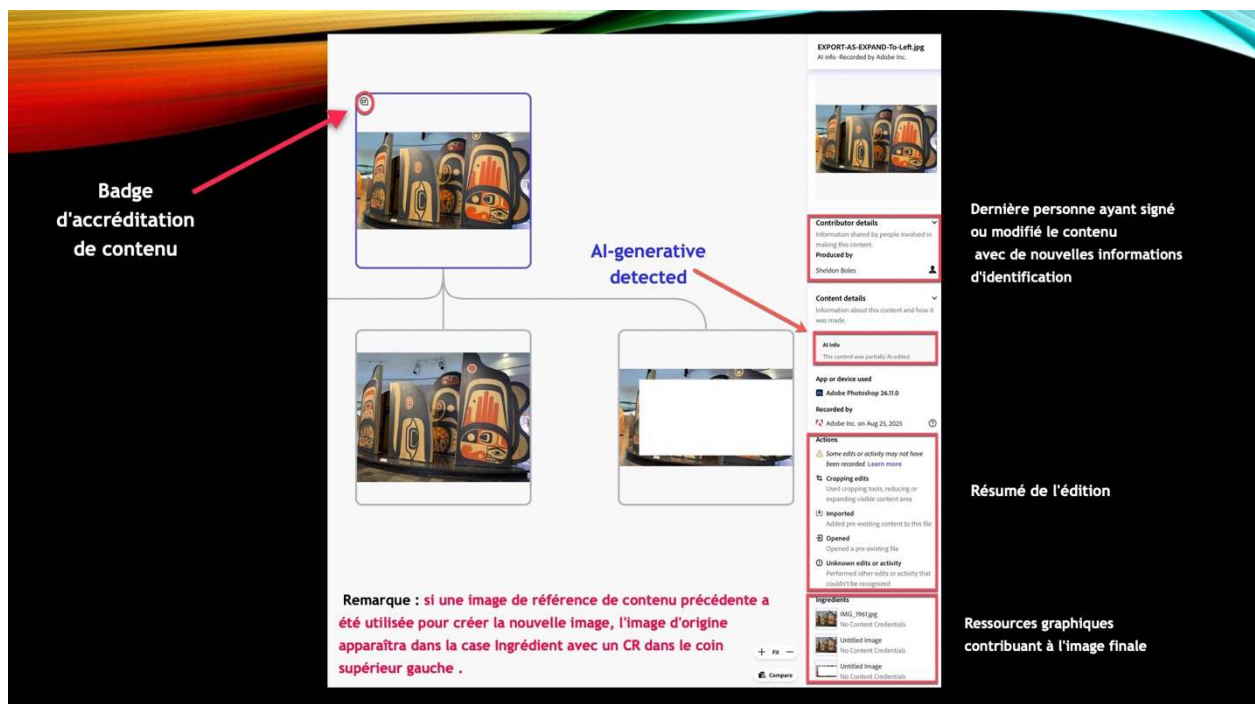 Badge
d'accréditation
de contenu
AI-generative
detected
Remarque : si une image de référence de contenu précédente a
été utilisée pour créer la nouvelle image, l'image d'origine
apparaîtra dans la case Ingrédient avec un CR dans le coin
supérieur gauche .
Fit
Compare
EXPORT-AS-EXPAND-To-Left.jpg
AI info -Recorded by Adobe Inc.
Contributor details
Information shared by people involved in
making this content.
Produced by
Sheldon Boles
Content details
Information about this content and how it
was made.
AI Info
This content was partially AI-edited.
App or device used
Adobe Photoshop 26.11.0
Recorded by
Adobe Inc. on Aug 25, 2025
Actions
Some edits or activity may not have
been recorded. Learn more
Cropping edits
Used cropping tools, reducing or
expanding visible content area
Imported
Added pre-existing content to this file
Opened
Opened a pre-existing file
Unknown edits or activity
Performed other edits or activity that
couldn't be recognized
Ingredients
IMG_1961.jpg
No Content Credentials
Untitled Image
No Content Credentials
Untitled Image
No Content Credentials
Dernière personne ayant signé
ou modifié le contenu
avec de nouvelles informations
d'identification
Résumé de l'édition
Ressources graphiques
contribuant à l'image finale